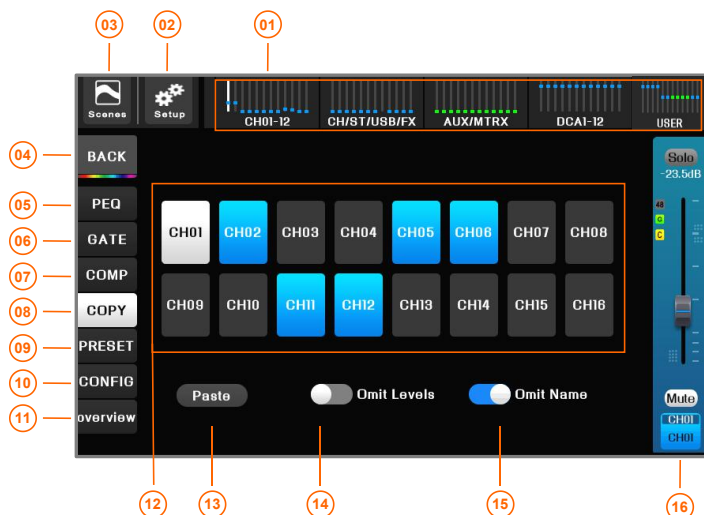 03
02
01
Scenes
Setup
CH01-12
CH/ST/USB/FX
AUX/MTRX
DCA1-12
USER
04
BACK
Solo
-23.5dB
05
PEQ
48
G
C
06
GATE
CH01
CH02
CH03
CH04
CH05
CH06
CH07
CH08
07
COMP
08
COPY
CH09
CH10
CH11
CH12
CH13
CH14
CH15
CH16
09
PRESET
10
CONFIG
Paste
Omit Levels
Omit Name
Mute
11
overview
CH01
CH01
12
13
14
15
16